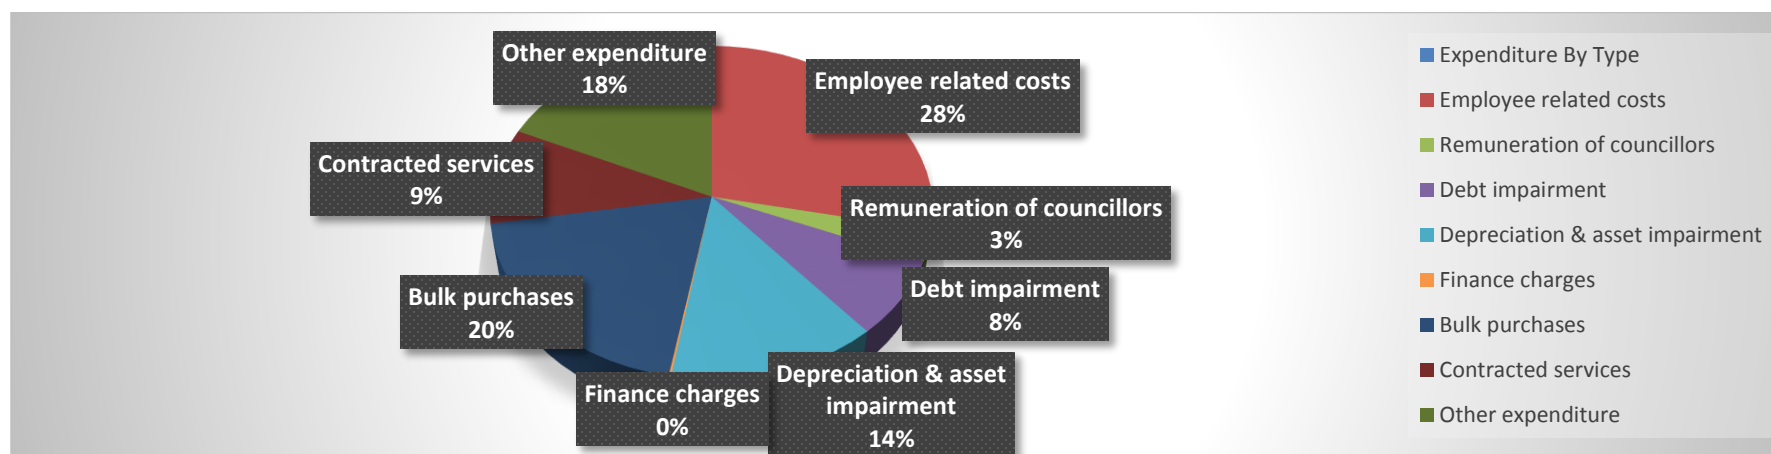 Other expenditure
18%
Employee related costs
28%
Contracted services
9%
Remuneration of councillors
3%
Debt impairment
8%
Bulk purchases
20%
Finance charges
0%
Depreciation & asset
impairment
14%
Expenditure By Type
Employee related costs
Remuneration of councillors
Debt impairment
Depreciation & asset impairment
Finance charges
Bulk purchases
Contracted services
Other expenditure